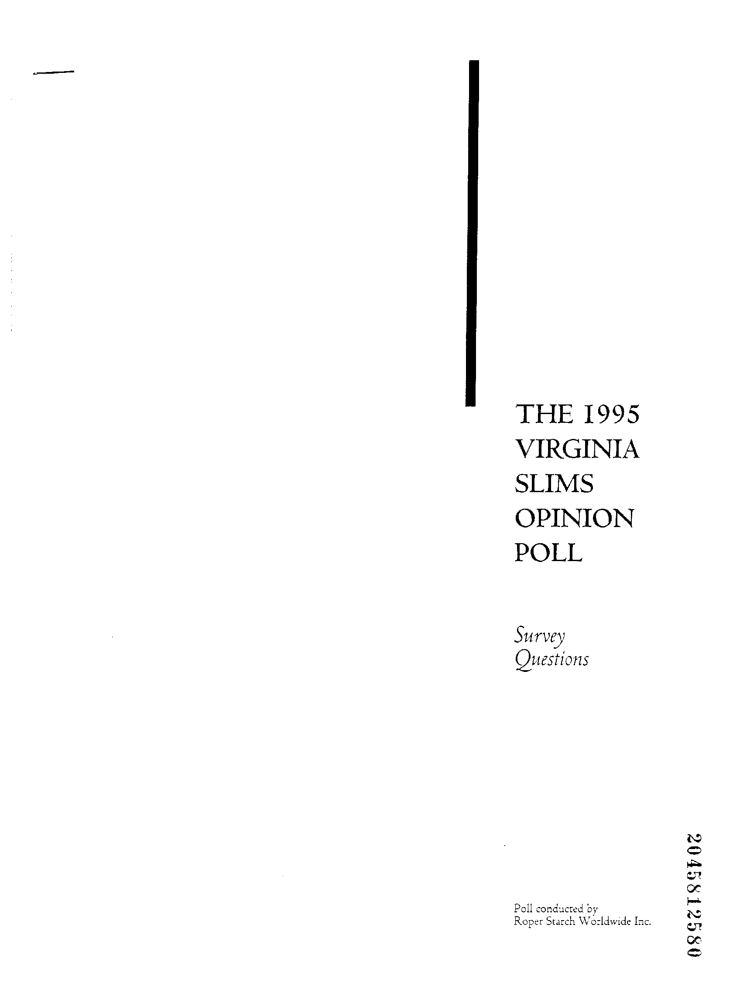 THE 1995
VIRGINIA
SLIMS
OPINION
POLL
Survey
Questions
Poll conducted by
Roper Starch Worldwide Inc.
2045812580